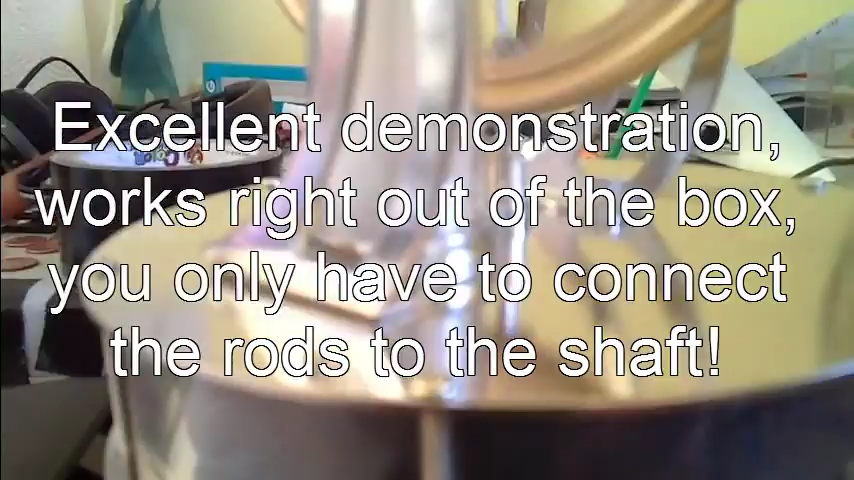 Excellent demonstration,
works right out of the box,
you only have to connect
the rods to the shaft!